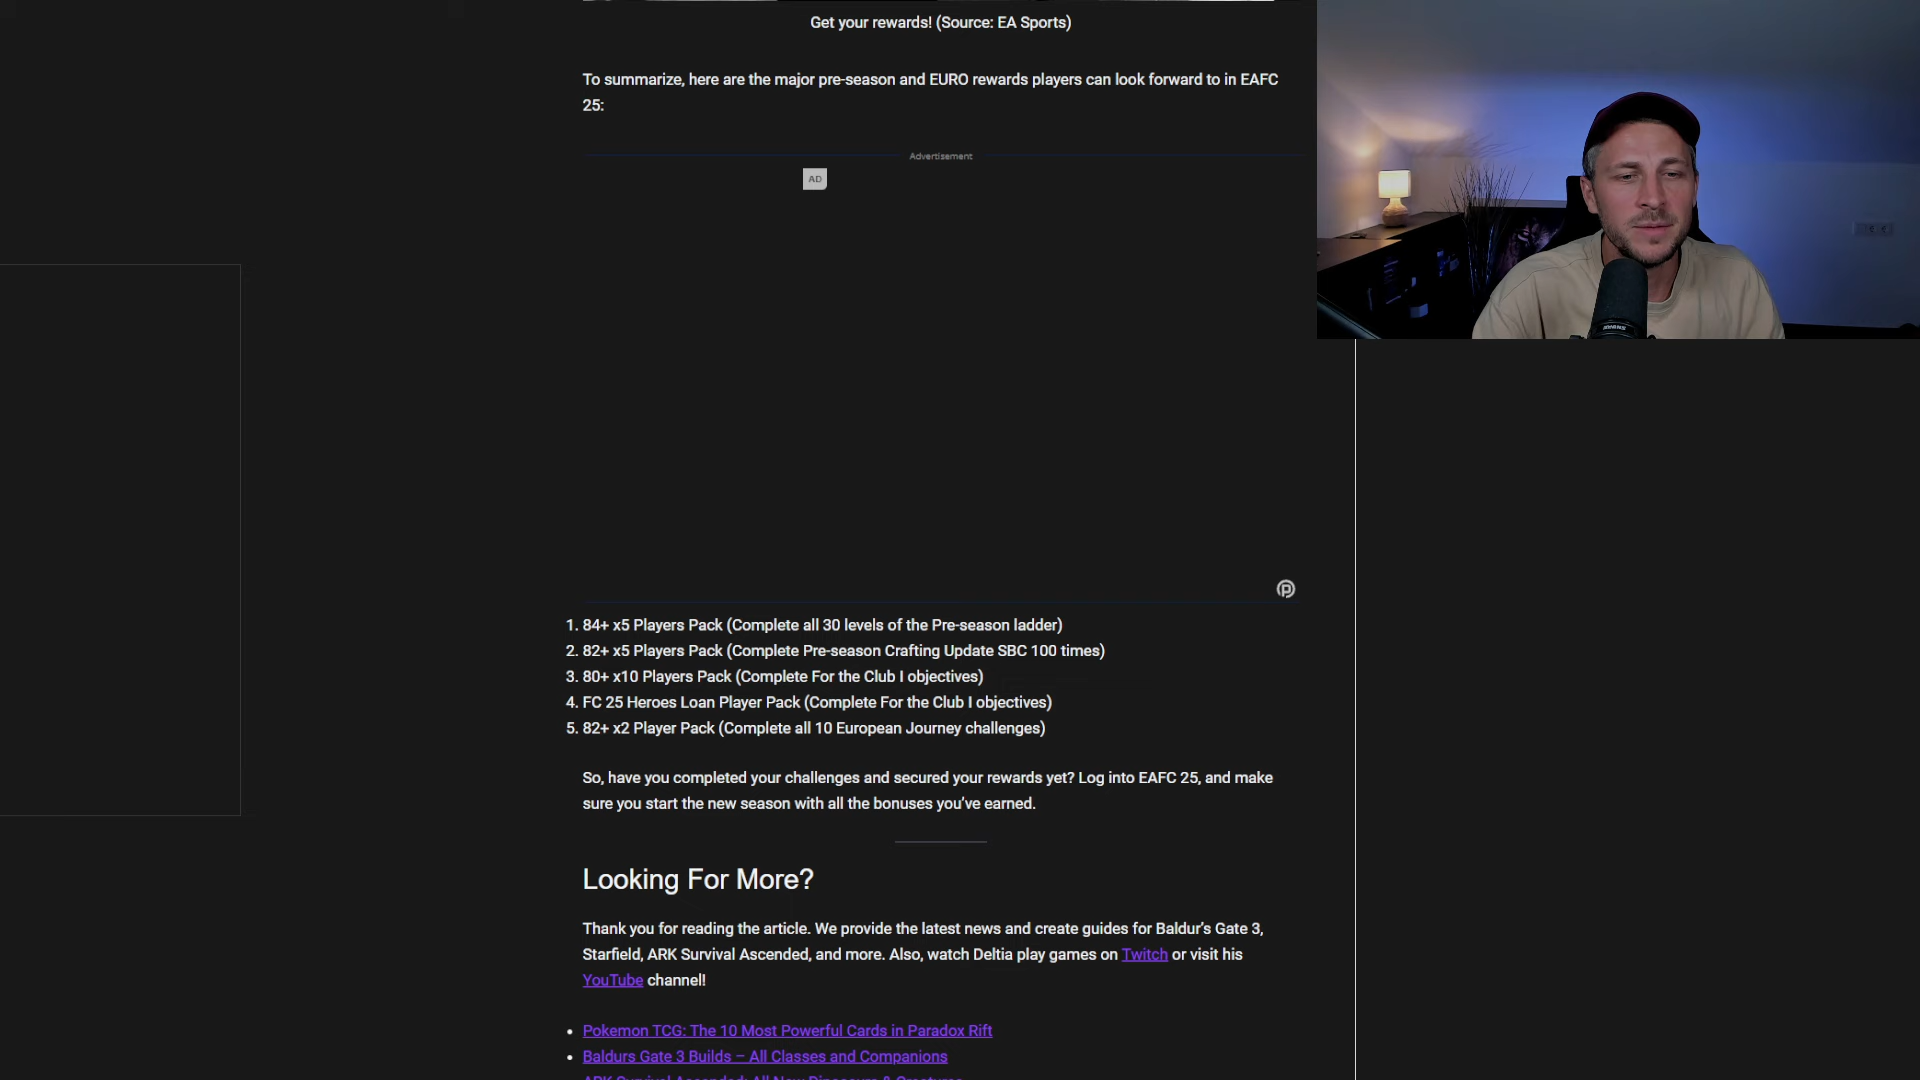 Get your rewards! (Source: EA Sports)
To summarize, here are the major pre-season and EURO rewards players can look forward to in EAFC
25:
Advertisement
AD
1. 84+ x5 Players Pack (Complete all 30 levels of the Pre-season ladder)
2. 82+ x5 Players Pack (Complete Pre-season Crafting Update SBC 100 times)
3. 80+ x10 Players Pack (Complete For the Club I objectives)
4. FC 25 Heroes Loan Player Pack (Complete For the Club I objectives)
5. 82+ x2 Player Pack (Complete all 10 European Journey challenges)
So, have you completed your challenges and secured your rewards yet? Log into EAFC 25, and make
sure you start the new season with all the bonuses you've earned.
Looking For More?
Thank you for reading the article. We provide the latest news and create guides for Baldur's Gate 3,
Starfield, ARK Survival Ascended, and more. Also, watch Deltia play games on Twitch or visit his
YouTube channel!
• Pokemon TCG: The 10 Most Powerful Cards in Paradox Rift
• Baldurs Gate 3 Builds – All Classes and Companions